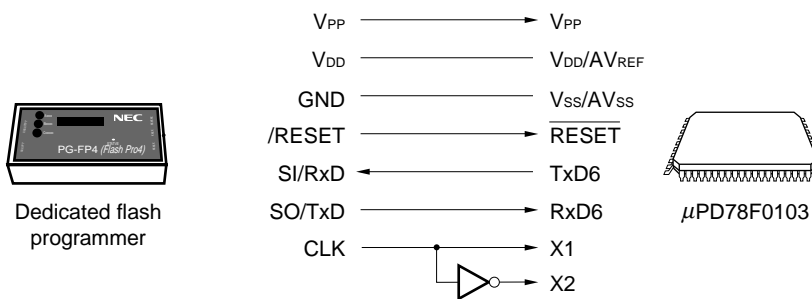 VPP VPP
VDD VDD/AVREF
GND VSS/AVSS
/RESET RESET
SI/RxD TxD6
SO/TxD RxD6
CLK X1
X2
NEC
PG-FP4 (Flash Pro4)
Dedicated flash
programmer
μPD78F0103